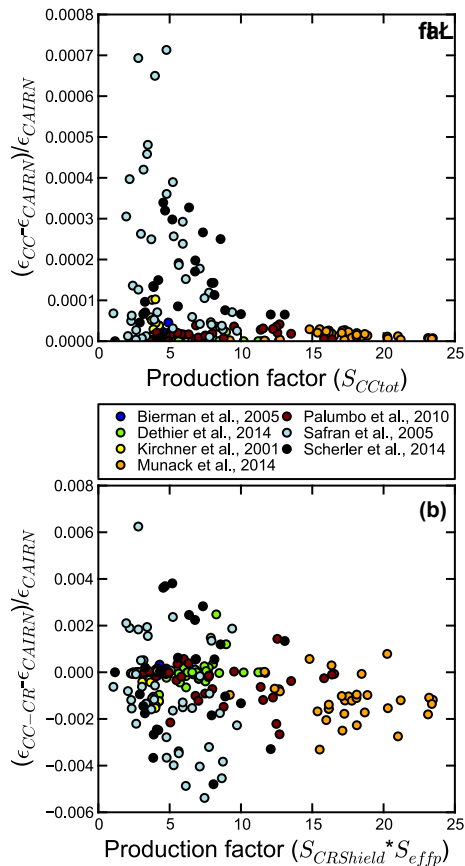 0.0008
0.0007
0.0006
0.0005
0.0004
0.0003
0.0002
0.0001
0.0000
(ϵCC-ϵCAIRN)/ϵCAIRN
0 5 10 15 20 25
Production factor (SCCtot)
Bierman et al., 2005
Dethier et al., 2014
Kirchner et al., 2001
Munack et al., 2014
Palumbo et al., 2010
Safran et al., 2005
Scherler et al., 2014
0.008
(b)
0.006
0.004
0.002
0.000
−0.002
−0.004
−0.006
(ϵCC−CR-ϵCAIRN)/ϵCAIRN
0 5 10 15 20 25
Production factor (SCRShield*Seffp)